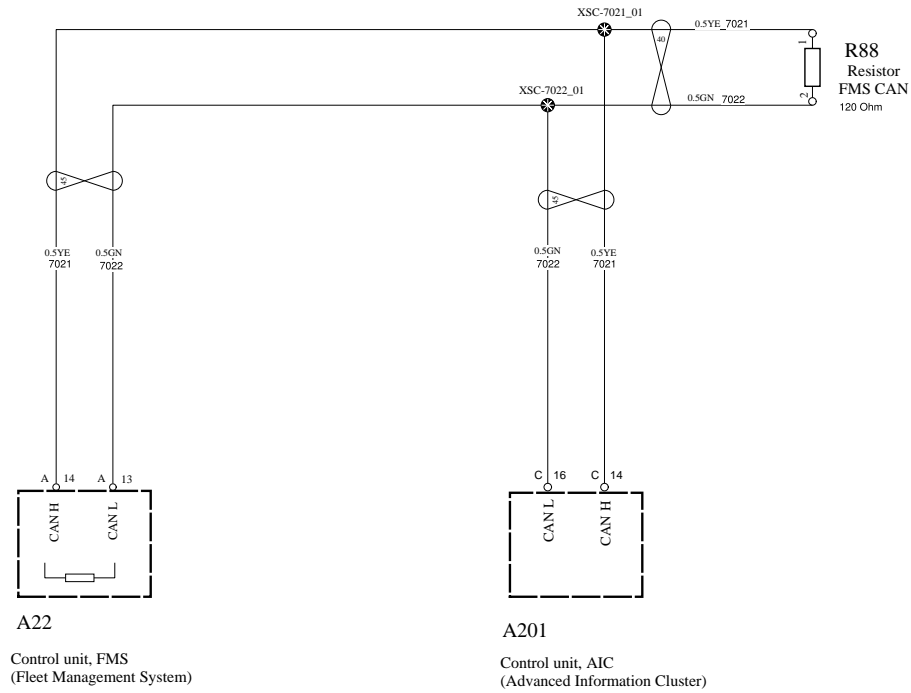 XSC-7021_01
0.5YE 7021
40
1
R88
Resistor
FMS CAN
120 Ohm
2
XSC-7022_01
0.5GN 7022
45
45
0.5YE
7021
0.5GN
7022
0.5GN
7022
0.5YE
7021
A 14
A 13
C 16
C 14
CAN H
CAN L
CAN L
CAN H
A22
A201
Control unit, FMS
(Fleet Management System)
Control unit, AIC
(Advanced Information Cluster)